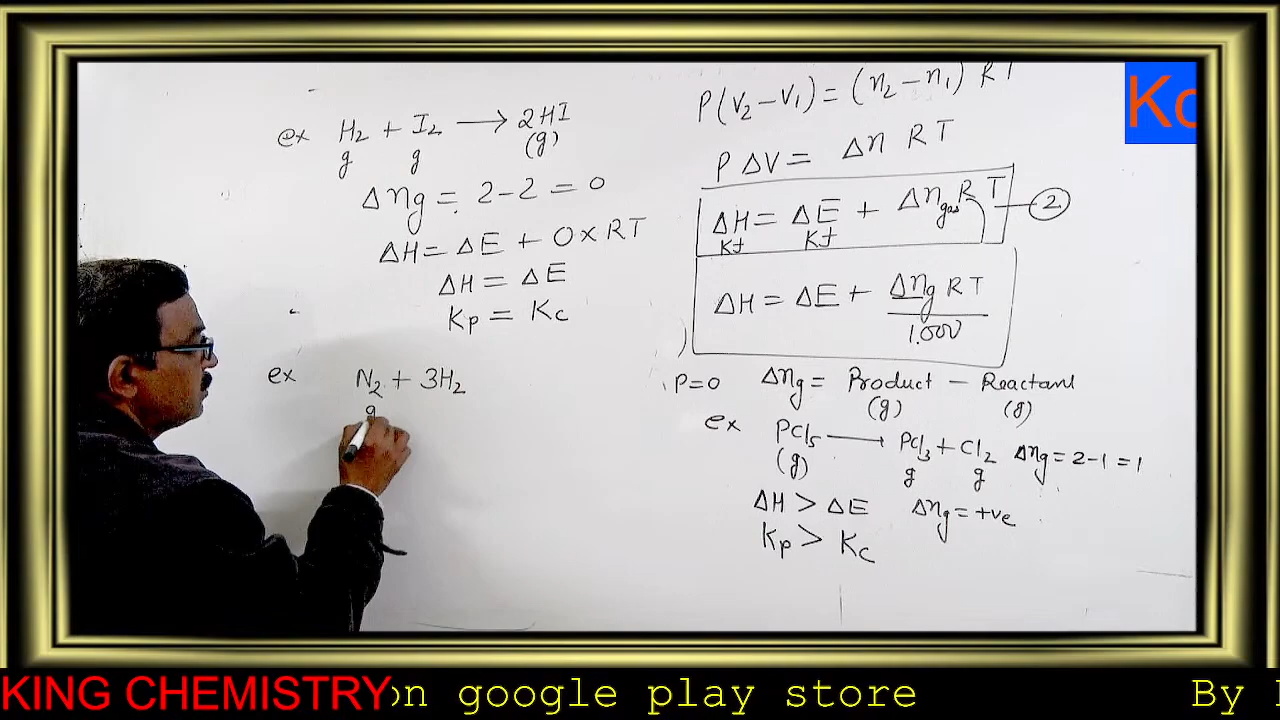 ex H₂ + I₂ ⟶ 2HI
g g (g)
Δng = 2-2 = 0
ΔH = ΔE + 0 × RT
ΔH = ΔE
Kp = Kc
ex N₂ + 3H₂
g
P(V₂ - V₁) = (n₂ - n₁) RT
PΔV = Δn RT
ΔH = ΔE + Δn gas RT 2
KJ KJ
ΔH = ΔE + Δng RT
1000
P=0 Δng = Product - Reactant
(g) (g)
ex PCl₅ ⟶ PCl₃ + Cl₂ Δng = 2-1 = 1
(g) g g
ΔH > ΔE Δng = +ve
Kp > Kc
KING CHEMISTRY on google play store By